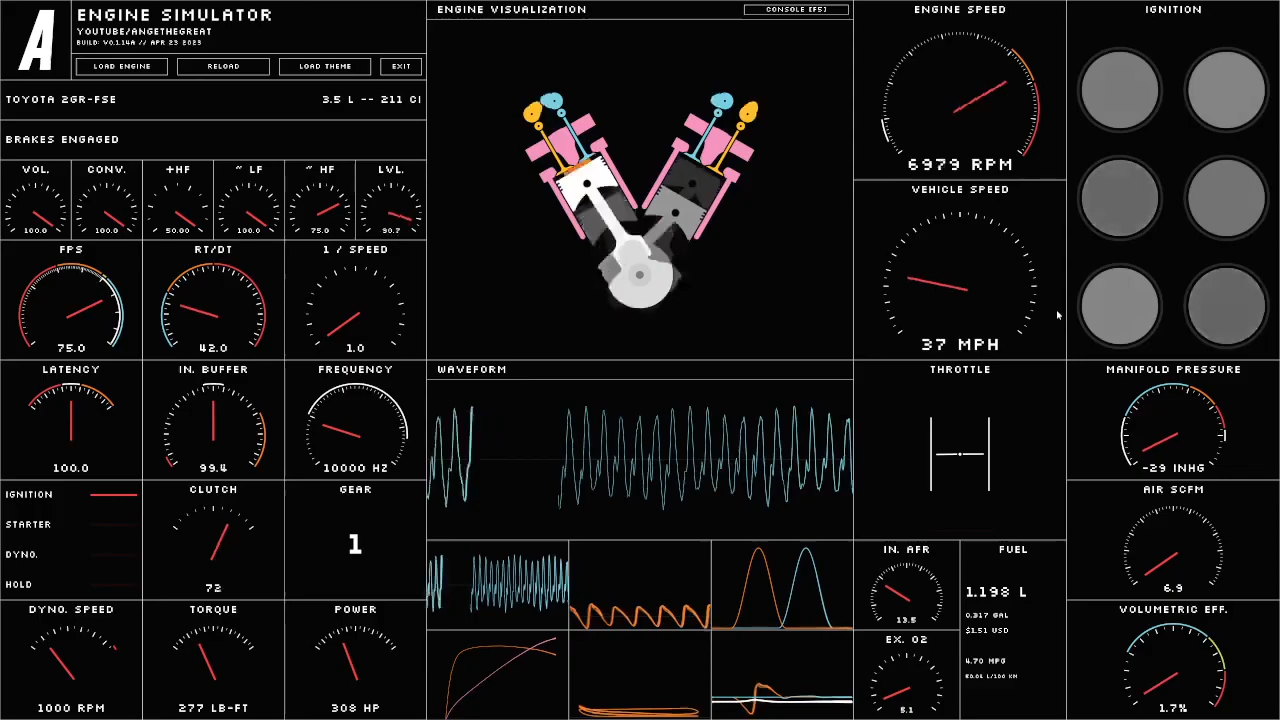 A
ENGINE SIMULATOR
YOUTUBE/ANGETHEGREAT
BUILD: V0.1.14A // APR 23 2023
LOAD ENGINE
RELOAD
LOAD THEME
EXIT
TOYOTA 2GR-FSE
3.5 L -- 211 CI
BRAKES ENGAGED
VOL.
CONV.
+HF
~ LF
~ HF
LVL.
100.0
100.0
50.00
100.0
75.0
90.7
FPS
RT/DT
1 / SPEED
75.0
42.0
1.0
LATENCY
IN. BUFFER
FREQUENCY
100.0
99.4
10000 HZ
IGNITION
STARTER
DYNO.
HOLD
CLUTCH
72
GEAR
1
DYNO. SPEED
TORQUE
POWER
1000 RPM
277 LB-FT
308 HP
ENGINE VISUALIZATION
CONSOLE [F5]
WAVEFORM
ENGINE SPEED
6979 RPM
VEHICLE SPEED
37 MPH
THROTTLE
IN. AFR
13.5
EX. O2
5.1
FUEL
1.198 L
0.317 GAL
$1.51 USD
4.70 MPG
50.06 L/100 KM
IGNITION
MANIFOLD PRESSURE
-29 INHG
AIR SCFM
6.9
VOLUMETRIC EFF.
1.7%